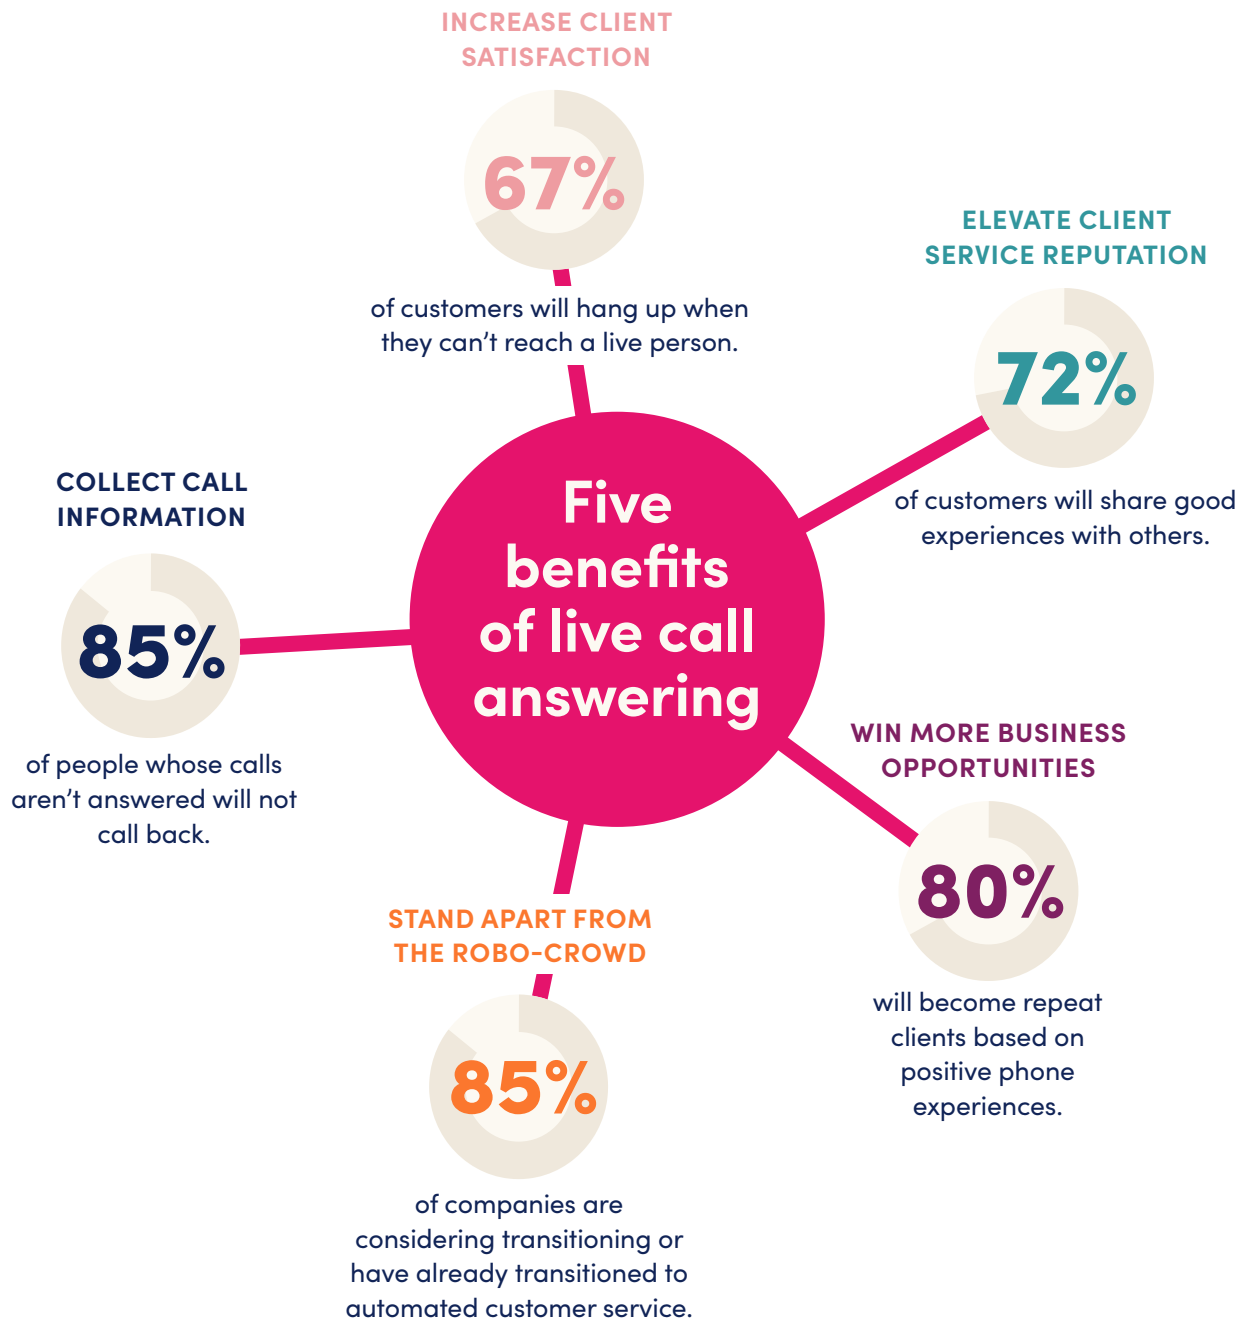 INCREASE CLIENT
SATISFACTION
67%
of customers will hang up when
they can’t reach a live person.
ELEVATE CLIENT
SERVICE REPUTATION
72%
of customers will share good
experiences with others.
Five
benefits
of live call
answering
COLLECT CALL
INFORMATION
85%
of people whose calls
aren’t answered will not
call back.
WIN MORE BUSINESS
OPPORTUNITIES
80%
will become repeat
clients based on
positive phone
experiences.
STAND APART FROM
THE ROBO-CROWD
85%
of companies are
considering transitioning or
have already transitioned to
automated customer service.